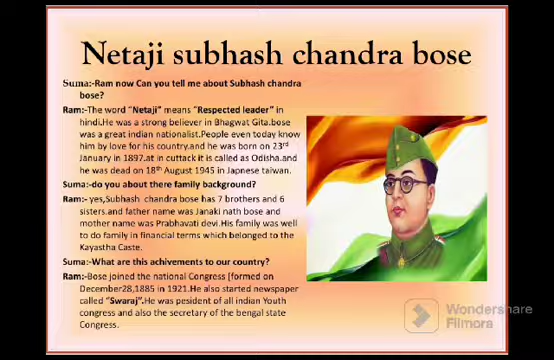 Netaji subhash chandra bose
Suma:-Ram now Can you tell me about Subhash chandra
bose?
Ram:-The word "Netaji" means "Respected leader" in
hindi.He was a strong believer in Bhagwat Gita.bose
was a great indian nationalist.People even today know
him by love for his country.and he was born on 23rd
January in 1897.at in cuttack it is called as Odisha.and
he was dead on 18th August 1945 in Japnese taiwan.
Suma:-do you about there family background?
Ram:- yes,Subhash chandra bose has 7 brothers and 6
sisters.and father name was Janaki nath bose and
mother name was Prabhavati devi.His family was well
to do family in financial terms which belonged to the
Kayastha Caste.
Suma:-What are this achivements to our country?
Ram:-Bose joined the national Congress [formed on
December28,1885 in 1921.He also started newspaper
called "Swaraj".He was president of all indian Youth
congress and also the secretary of the bengal state
Congress.
Wondershare
Filmora